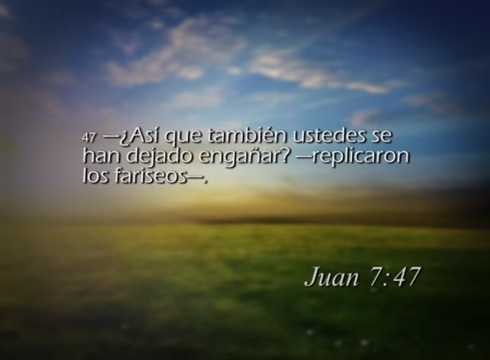 47 —¿Así que también ustedes se
han dejado engañar? —replicaron
los fariseos—.
Juan 7:47